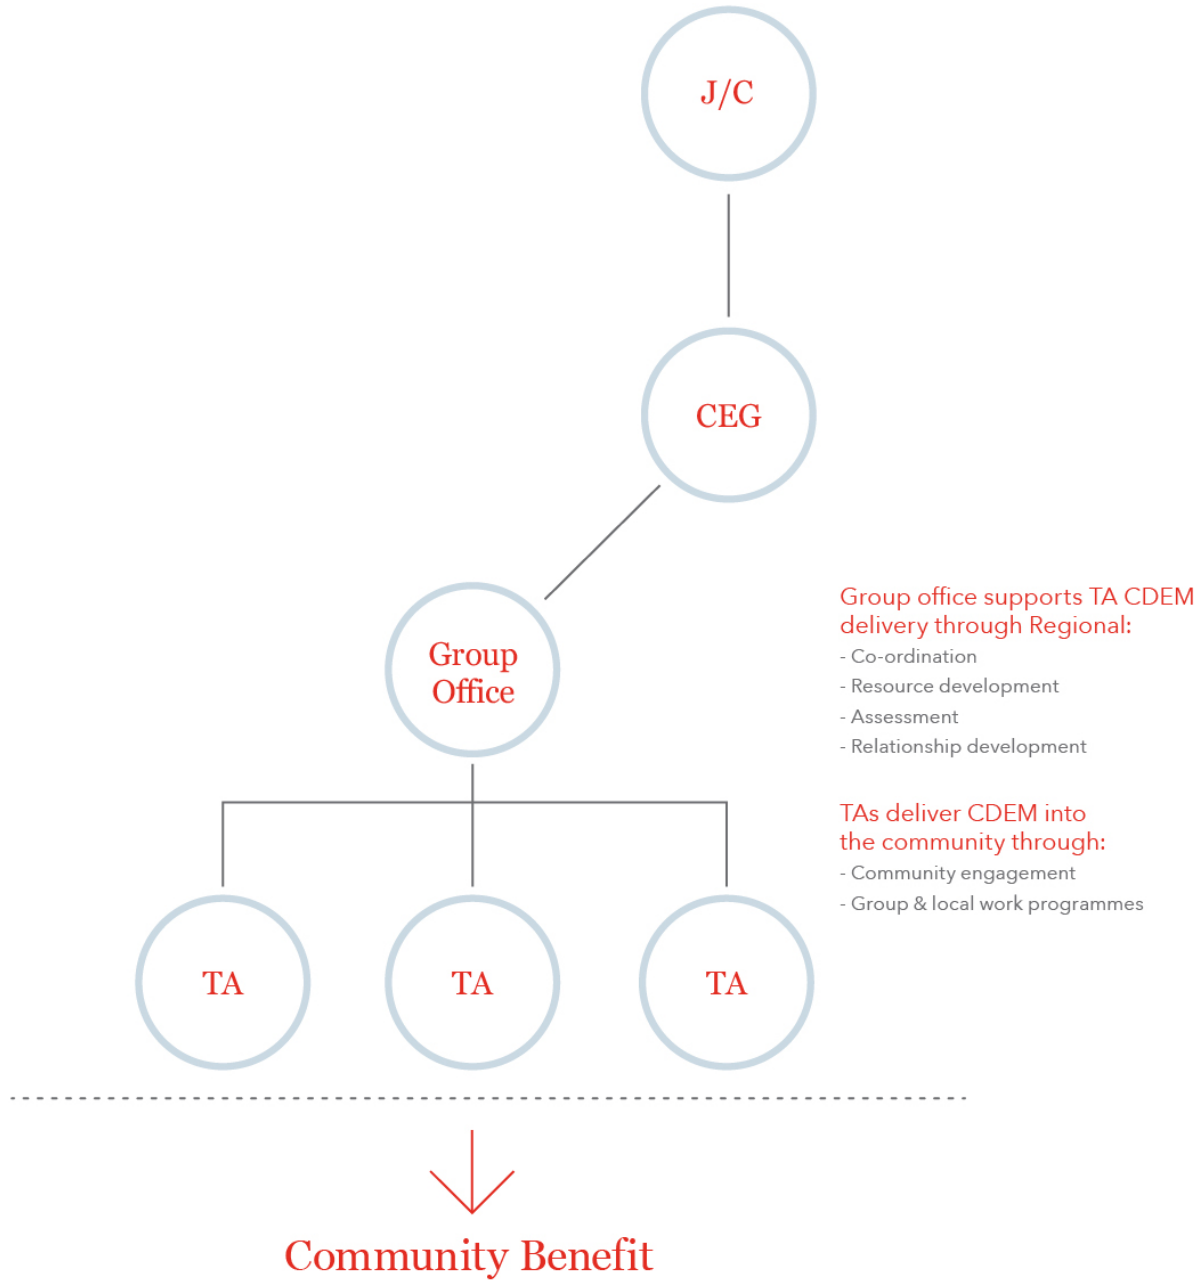 J/C
CEG
Group
Office
Group office supports TA CDEM
delivery through Regional:
- Co-ordination
- Resource development
- Assessment
- Relationship development
TAs deliver CDEM into
the community through:
- Community engagement
- Group & local work programmes
TA
TA
TA
Community Benefit